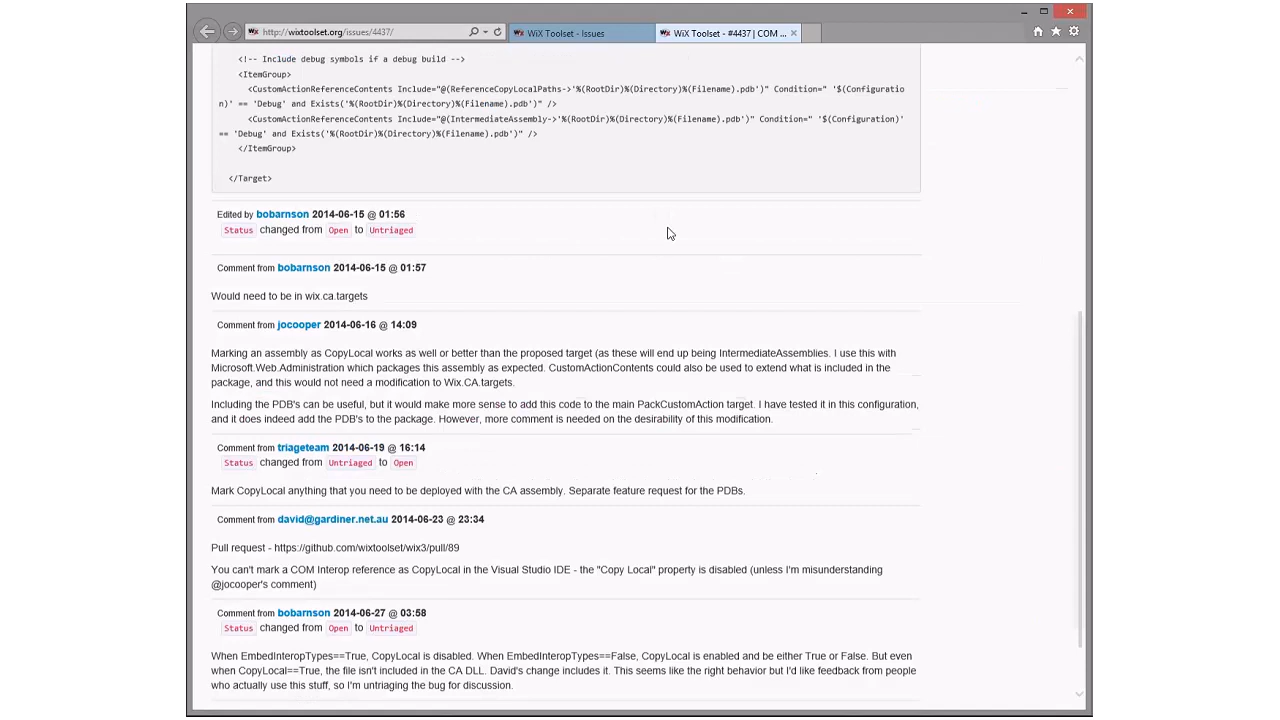 http://wixtoolset.org/issues/4437/
WiX Toolset - Issues
WiX Toolset - #4437 | COM ...
<!-- Include debug symbols if a debug build -->
<ItemGroup>
<CustomActionReferenceContents Include="@(ReferenceCopyLocalPaths->'%(RootDir)%(Directory)%(Filename).pdb')" Condition=" '$(Configuratio
n)' == 'Debug' and Exists('%(RootDir)%(Directory)%(Filename).pdb')" />
<CustomActionReferenceContents Include="@(IntermediateAssembly->'%(RootDir)%(Directory)%(Filename).pdb')" Condition=" '$(Configuration)'
== 'Debug' and Exists('%(RootDir)%(Directory)%(Filename).pdb')" />
</ItemGroup>
</Target>
Edited by bobarnson 2014-06-15 @ 01:56
Status changed from Open to Untriaged
Comment from bobarnson 2014-06-15 @ 01:57
Would need to be in wix.ca.targets
Comment from jocooper 2014-06-16 @ 14:09
Marking an assembly as CopyLocal works as well or better than the proposed target (as these will end up being IntermediateAssemblies. I use this with
Microsoft.Web.Administration which packages this assembly as expected. CustomActionContents could also be used to extend what is included in the
package, and this would not need a modification to Wix.CA.targets.
Including the PDB's can be useful, but it would make more sense to add this code to the main PackCustomAction target. I have tested it in this configuration,
and it does indeed add the PDB's to the package. However, more comment is needed on the desirability of this modification.
Comment from triageteam 2014-06-19 @ 16:14
Status changed from Untriaged to Open
Mark CopyLocal anything that you need to be deployed with the CA assembly. Separate feature request for the PDBs.
Comment from david@gardiner.net.au 2014-06-23 @ 23:34
Pull request - https://github.com/wixtoolset/wix3/pull/89
You can't mark a COM Interop reference as CopyLocal in the Visual Studio IDE - the "Copy Local" property is disabled (unless I'm misunderstanding
@jocooper's comment)
Comment from bobarnson 2014-06-27 @ 03:58
Status changed from Open to Untriaged
When EmbedInteropTypes==True, CopyLocal is disabled. When EmbedInteropTypes==False, CopyLocal is enabled and be either True or False. But even
when CopyLocal==True, the file isn't included in the CA DLL. David's change includes it. This seems like the right behavior but I'd like feedback from people
who actually use this stuff, so I'm untriaging the bug for discussion.